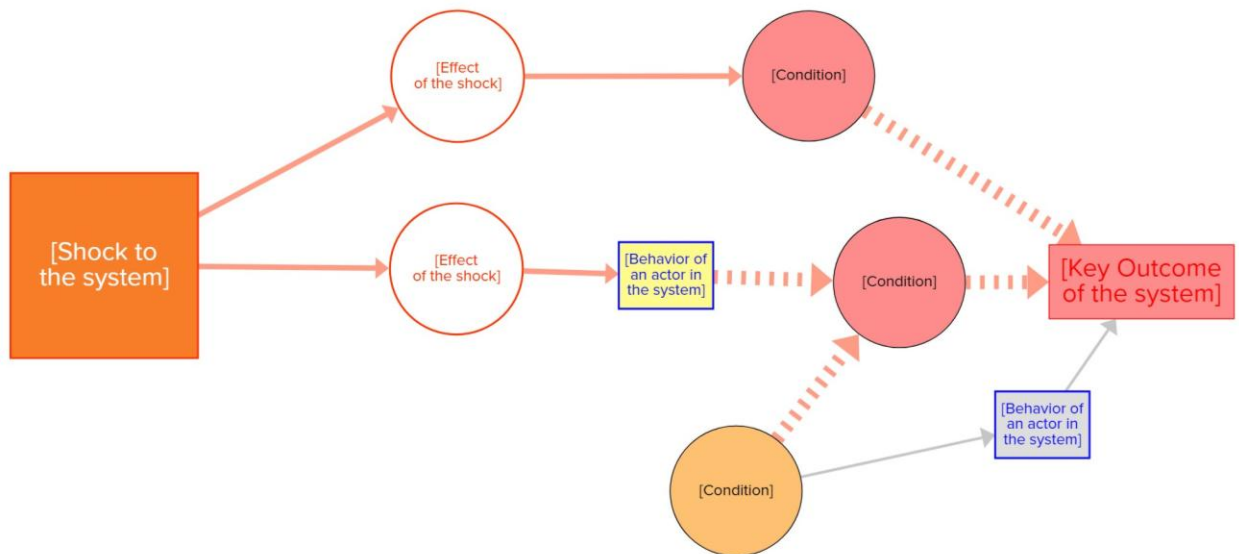 [Effect
of the shock]
[Condition]
[Shock to
the system]
[Effect
of the shock]
[Behavior of
an actor in
the system]
[Condition]
[Key Outcome
of the system]
[Behavior of
an actor in
the system]
[Condition]